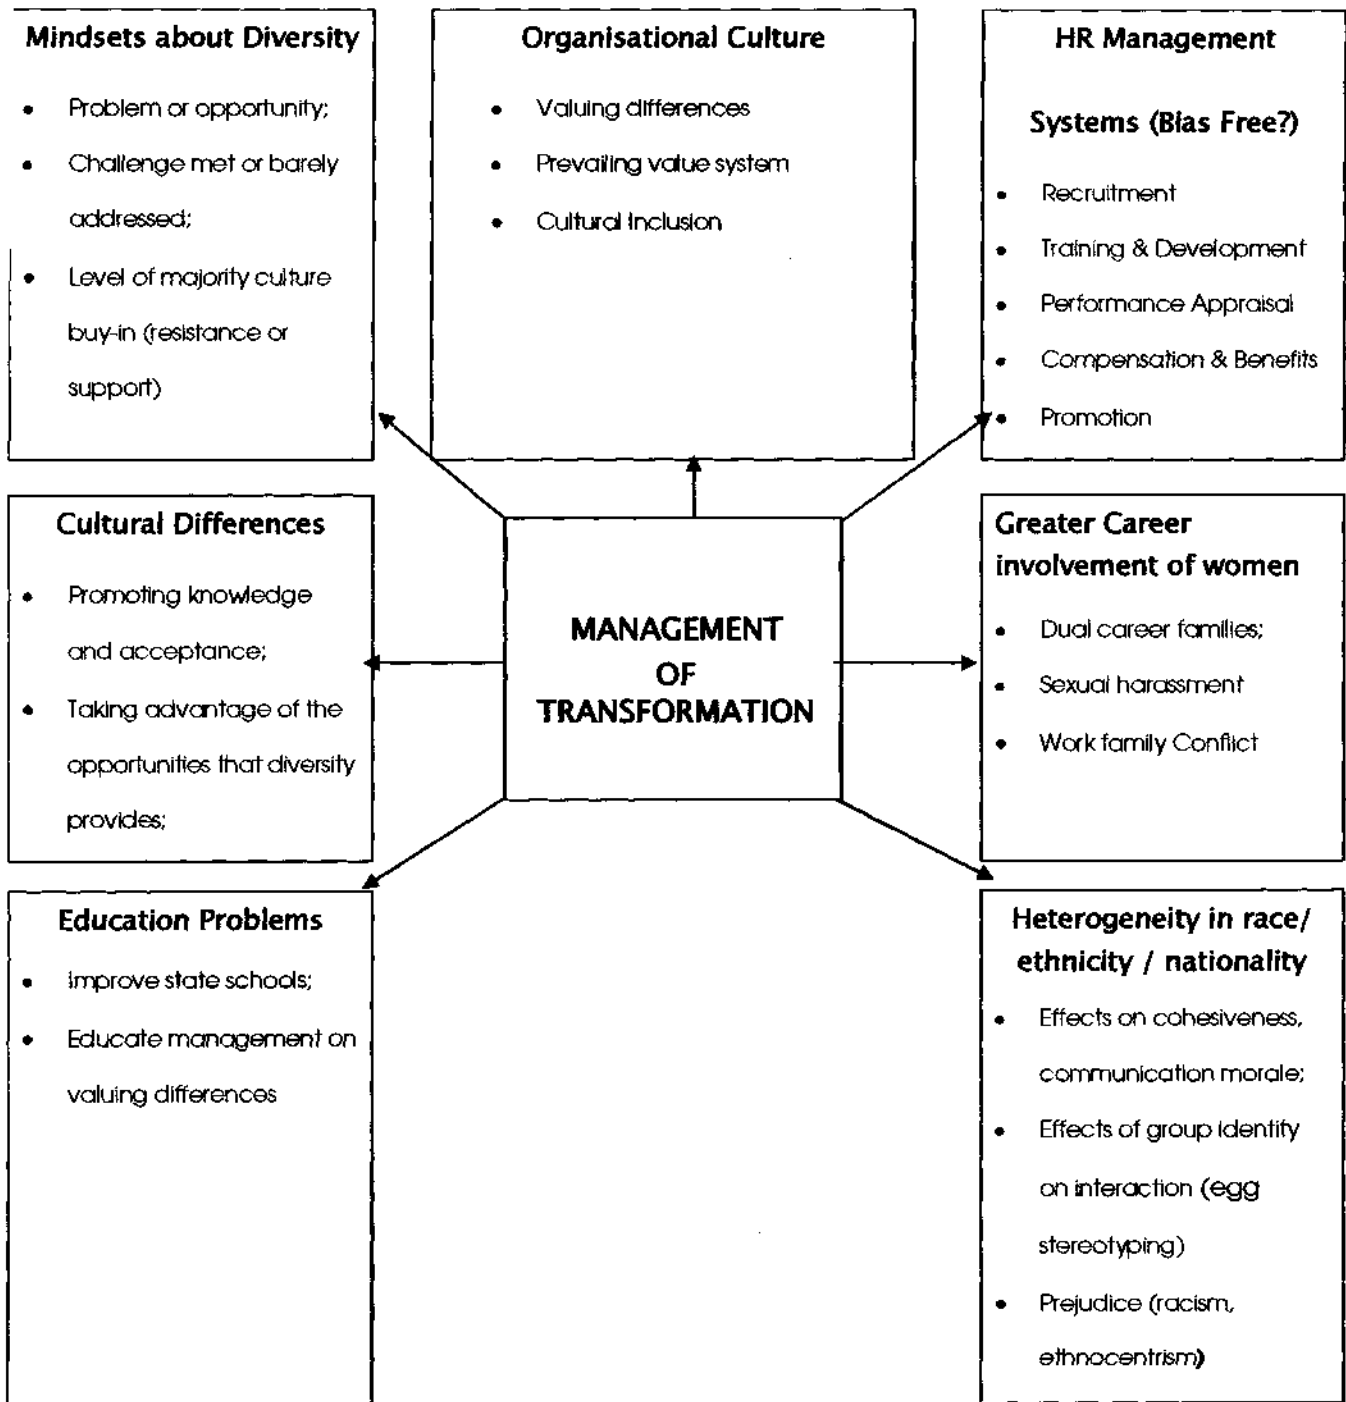 Mindsets about Diversity
• Problem or opportunity;
• Challenge met or barely
addressed;
• Level of majority culture
buy-in (resistance or
support)
Organisational Culture
• Valuing differences
• Prevailing value system
• Cultural Inclusion
HR Management
Systems (Bias Free?)
• Recruitment
• Training & Development
• Performance Appraisal
• Compensation & Benefits
• Promotion
Cultural Differences
• Promoting knowledge
and acceptance;
• Taking advantage of the
opportunities that diversity
provides;
MANAGEMENT
OF
TRANSFORMATION
Greater Career
involvement of women
• Dual career families;
• Sexual harassment
• Work family Conflict
Education Problems
• Improve state schools;
• Educate management on
valuing differences
Heterogeneity in race/
ethnicity / nationality
• Effects on cohesiveness,
communication morale;
• Effects of group identity
on interaction (egg
stereotyping)
• Prejudice (racism,
ethnocentrism)